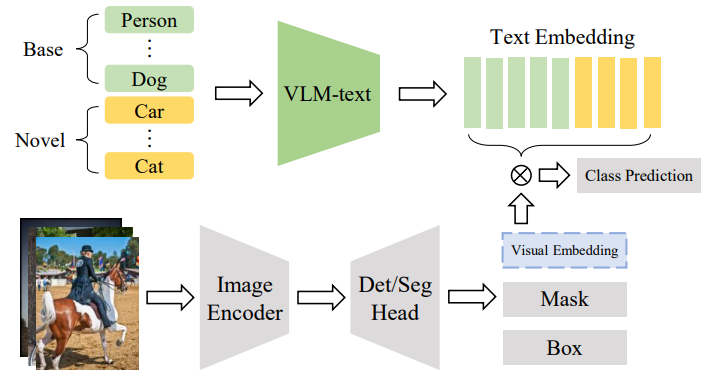 Base
Person
Dog
Novel
Car
Cat
VLM-text
Text Embedding
Class Prediction
Visual Embedding
Image
Encoder
Det/Seg
Head
Mask
Box